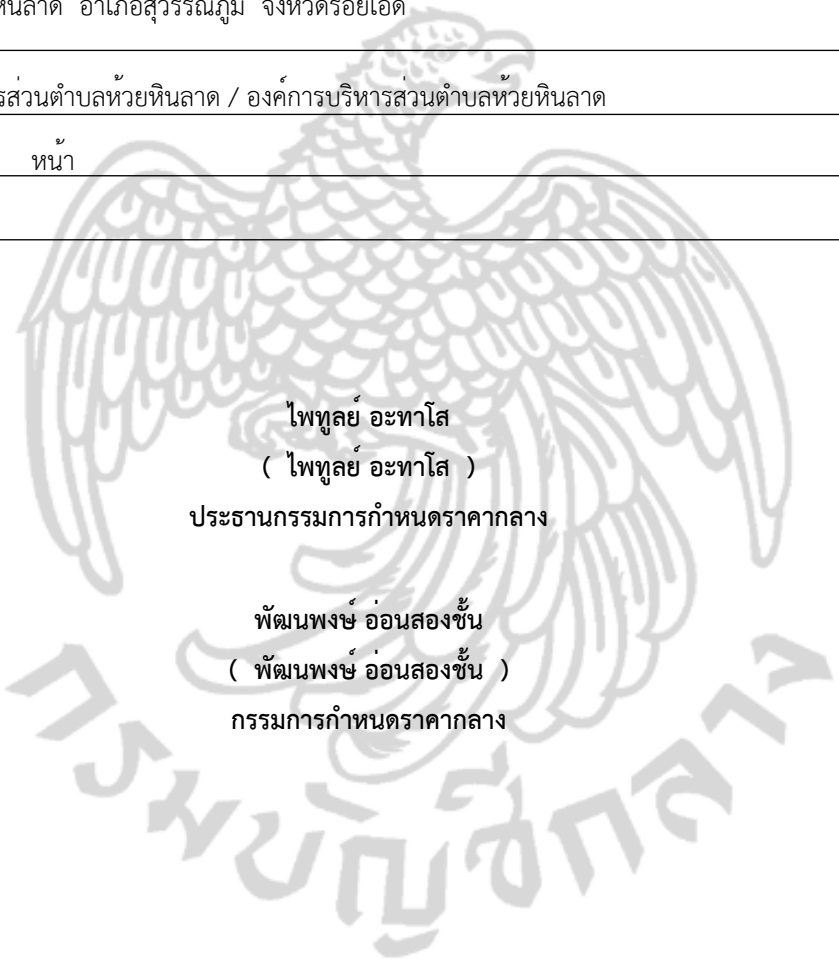 หินลาด อำเภอสุวรรณภูมิ จังหวัดร้อยเอ็ด
ส่วนตำบลห้วยหินลาด / องค์การบริหารส่วนตำบลห้วยหินลาด
หน้า
ไพทูลย์ อะทาโส
( ไพทูลย์ อะทาโส )
ประธานกรรมการกำหนดราคากลาง
พัฒนพงษ์ อ่อนสองชั้น
( พัฒนพงษ์ อ่อนสองชั้น )
กรรมการกำหนดราคากลาง
กรมบัญชีกลาง